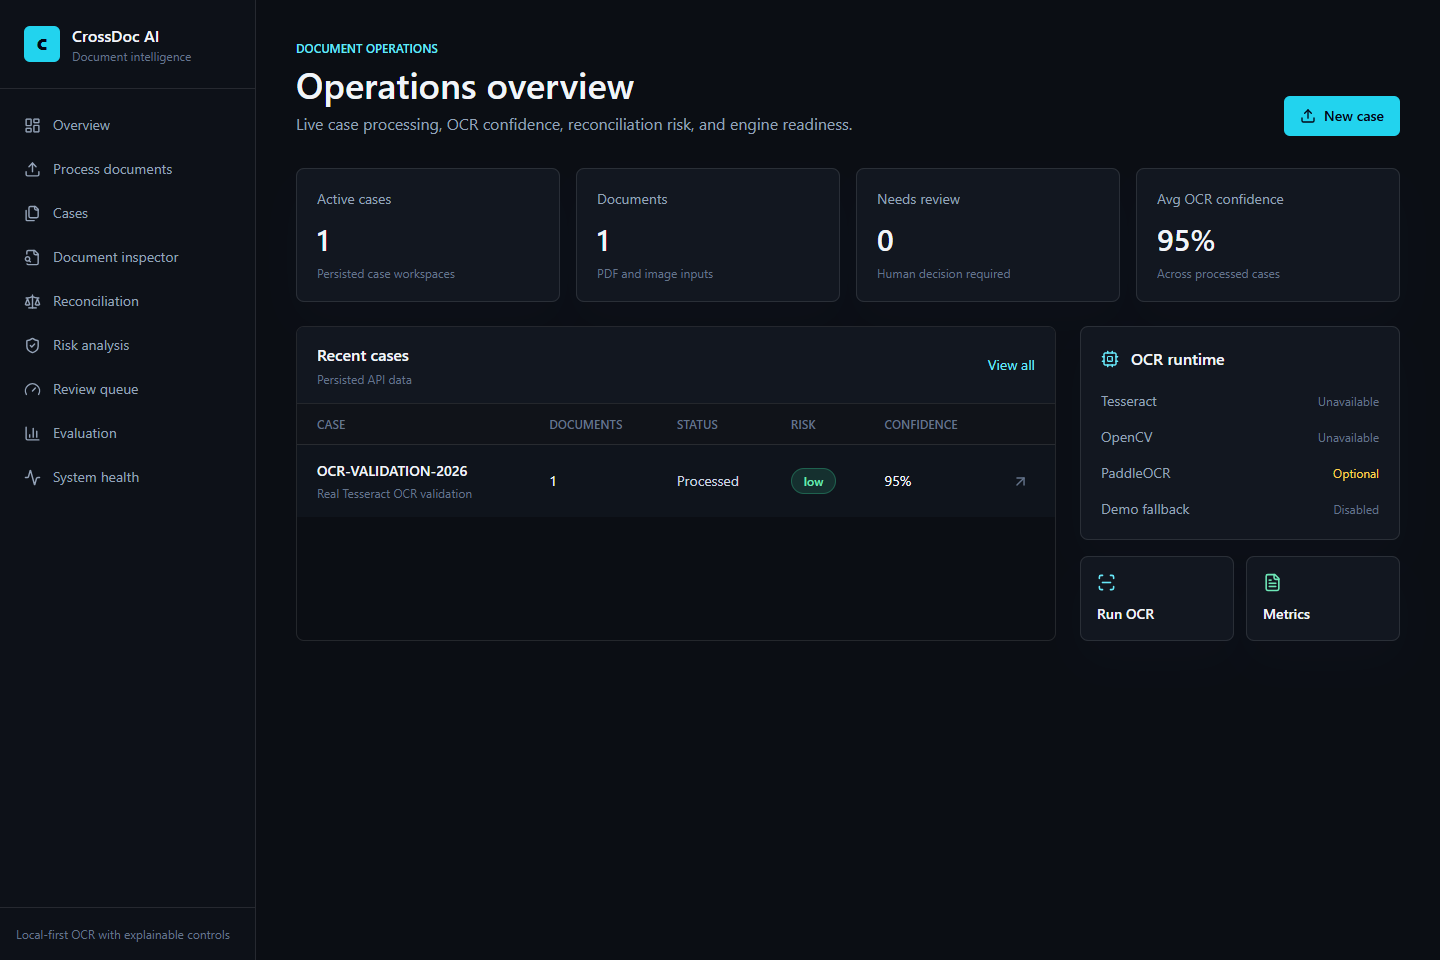 C
CrossDoc AI
Document intelligence
Overview
Process documents
Cases
Document inspector
Reconciliation
Risk analysis
Review queue
Evaluation
System health
Local-first OCR with explainable controls
DOCUMENT OPERATIONS
Operations overview
Live case processing, OCR confidence, reconciliation risk, and engine readiness.
New case
Active cases
1
Persisted case workspaces
Documents
1
PDF and image inputs
Needs review
0
Human decision required
Avg OCR confidence
95%
Across processed cases
Recent cases
Persisted API data
View all
CASE DOCUMENTS STATUS RISK CONFIDENCE
OCR-VALIDATION-2026
Real Tesseract OCR validation
1 Processed low 95%
OCR runtime
Tesseract Unavailable
OpenCV Unavailable
PaddleOCR Optional
Demo fallback Disabled
Run OCR
Metrics